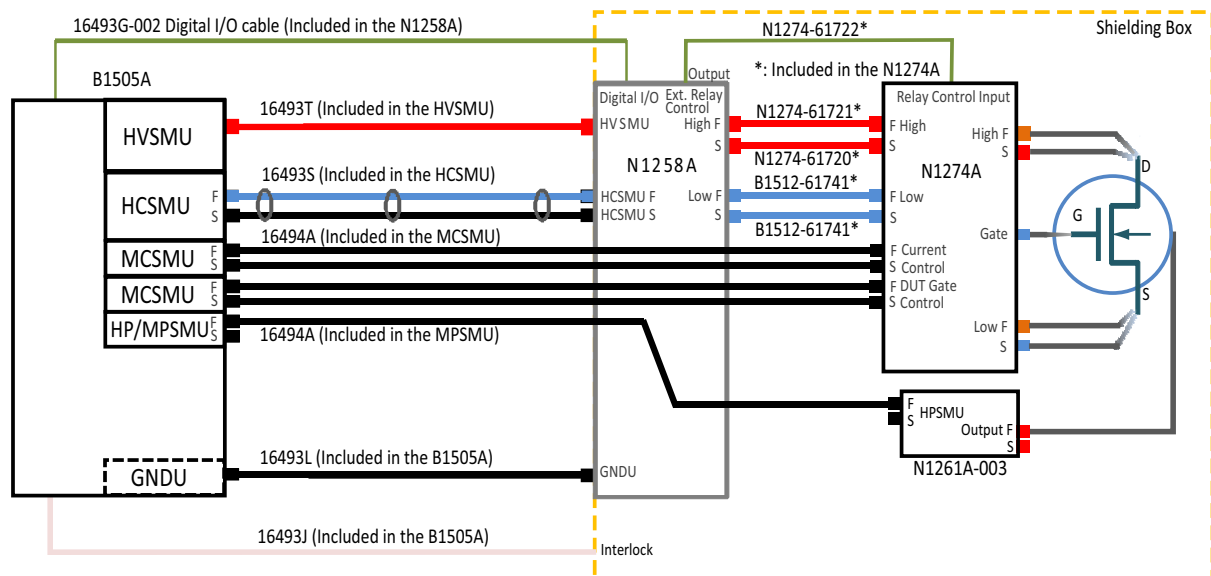 16493G-002 Digital I/O cable (Included in the N1258A)
Shielding Box
N1274-61722*
B1505A
Output
*: Included in the N1274A
HVSMU
16493T (Included in the HVSMU)
Digital I/O
Ext. Relay
Control
HVSMU
High F
S
N1258A
N1274-61721*
N1274-61720*
Relay Control Input
F High
S
High F
S
N1274A
D
HCSMU
F
S
16493S (Included in the HCSMU)
HCSMU F
HCSMU S
Low F
S
B1512-61741*
B1512-61741*
F Low
S
Gate
G
S
MCSMU
F
S
16494A (Included in the MCSMU)
F Current
S Control
MCSMU
F
S
F DUT Gate
S Control
HP/MPSMU
F
S
16494A (Included in the MPSMU)
Low F
S
F
S
HPSMU
Output F
S
N1261A-003
GNDU
16493L (Included in the B1505A)
GNDU
16493J (Included in the B1505A)
Interlock